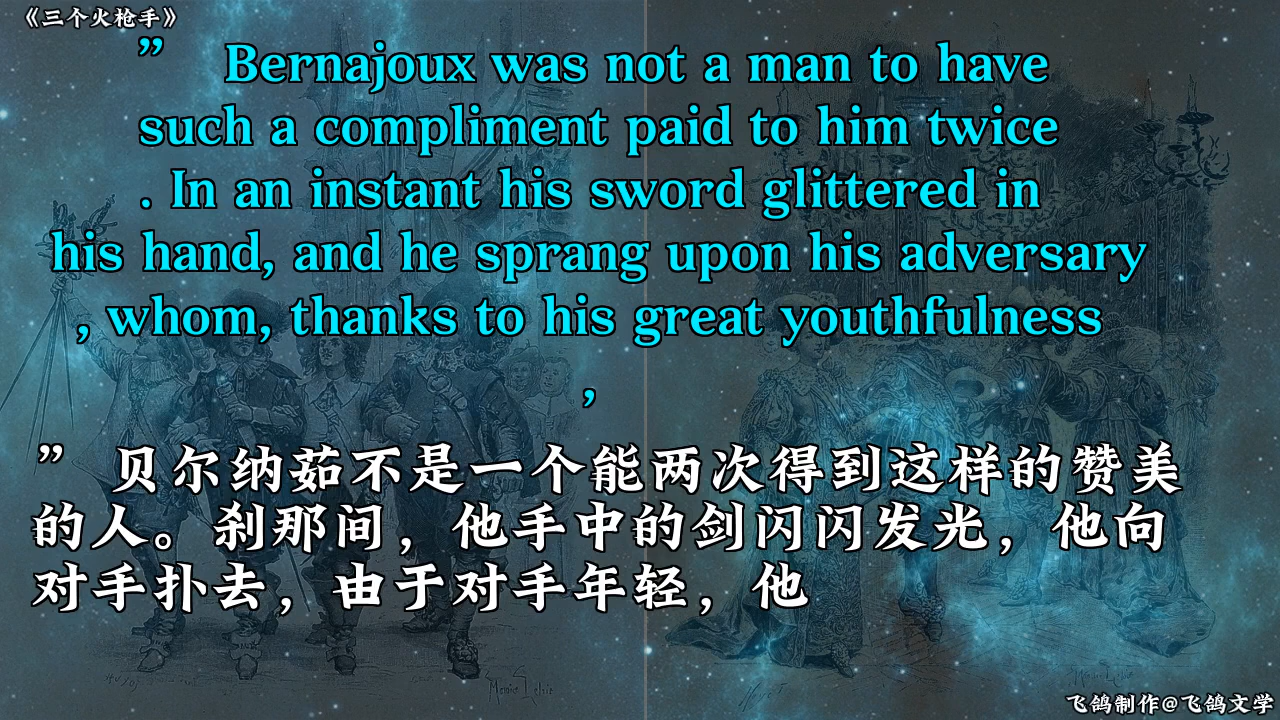 《三个火枪手》
” Bernajoux was not a man to have
such a compliment paid to him twice
. In an instant his sword glittered in
his hand, and he sprang upon his adversary
, whom, thanks to his great youthfulness
,
” 贝尔纳茹不是一个能两次得到这样的赞美
的人。刹那间，他手中的剑闪闪发光，他向
对手扑去，由于对手年轻，他
飞鸽制作@飞鸽文学